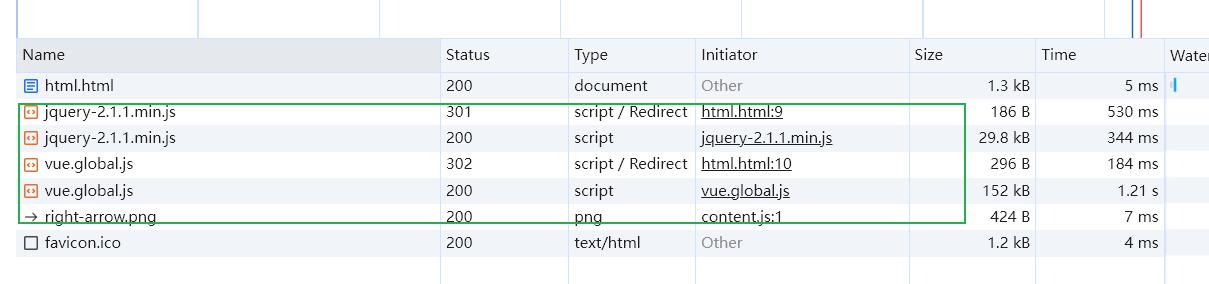 Name Status Type Initiator Size Time Water
html.html 200 document Other 1.3 kB 5 ms
jquery-2.1.1.min.js 301 script / Redirect html.html:9 186 B 530 ms
jquery-2.1.1.min.js 200 script jquery-2.1.1.min.js 29.8 kB 344 ms
vue.global.js 302 script / Redirect html.html:10 296 B 184 ms
vue.global.js 200 script vue.global.js 152 kB 1.21 s
right-arrow.png 200 png content.js:1 424 B 7 ms
favicon.ico 200 text/html Other 1.2 kB 4 ms